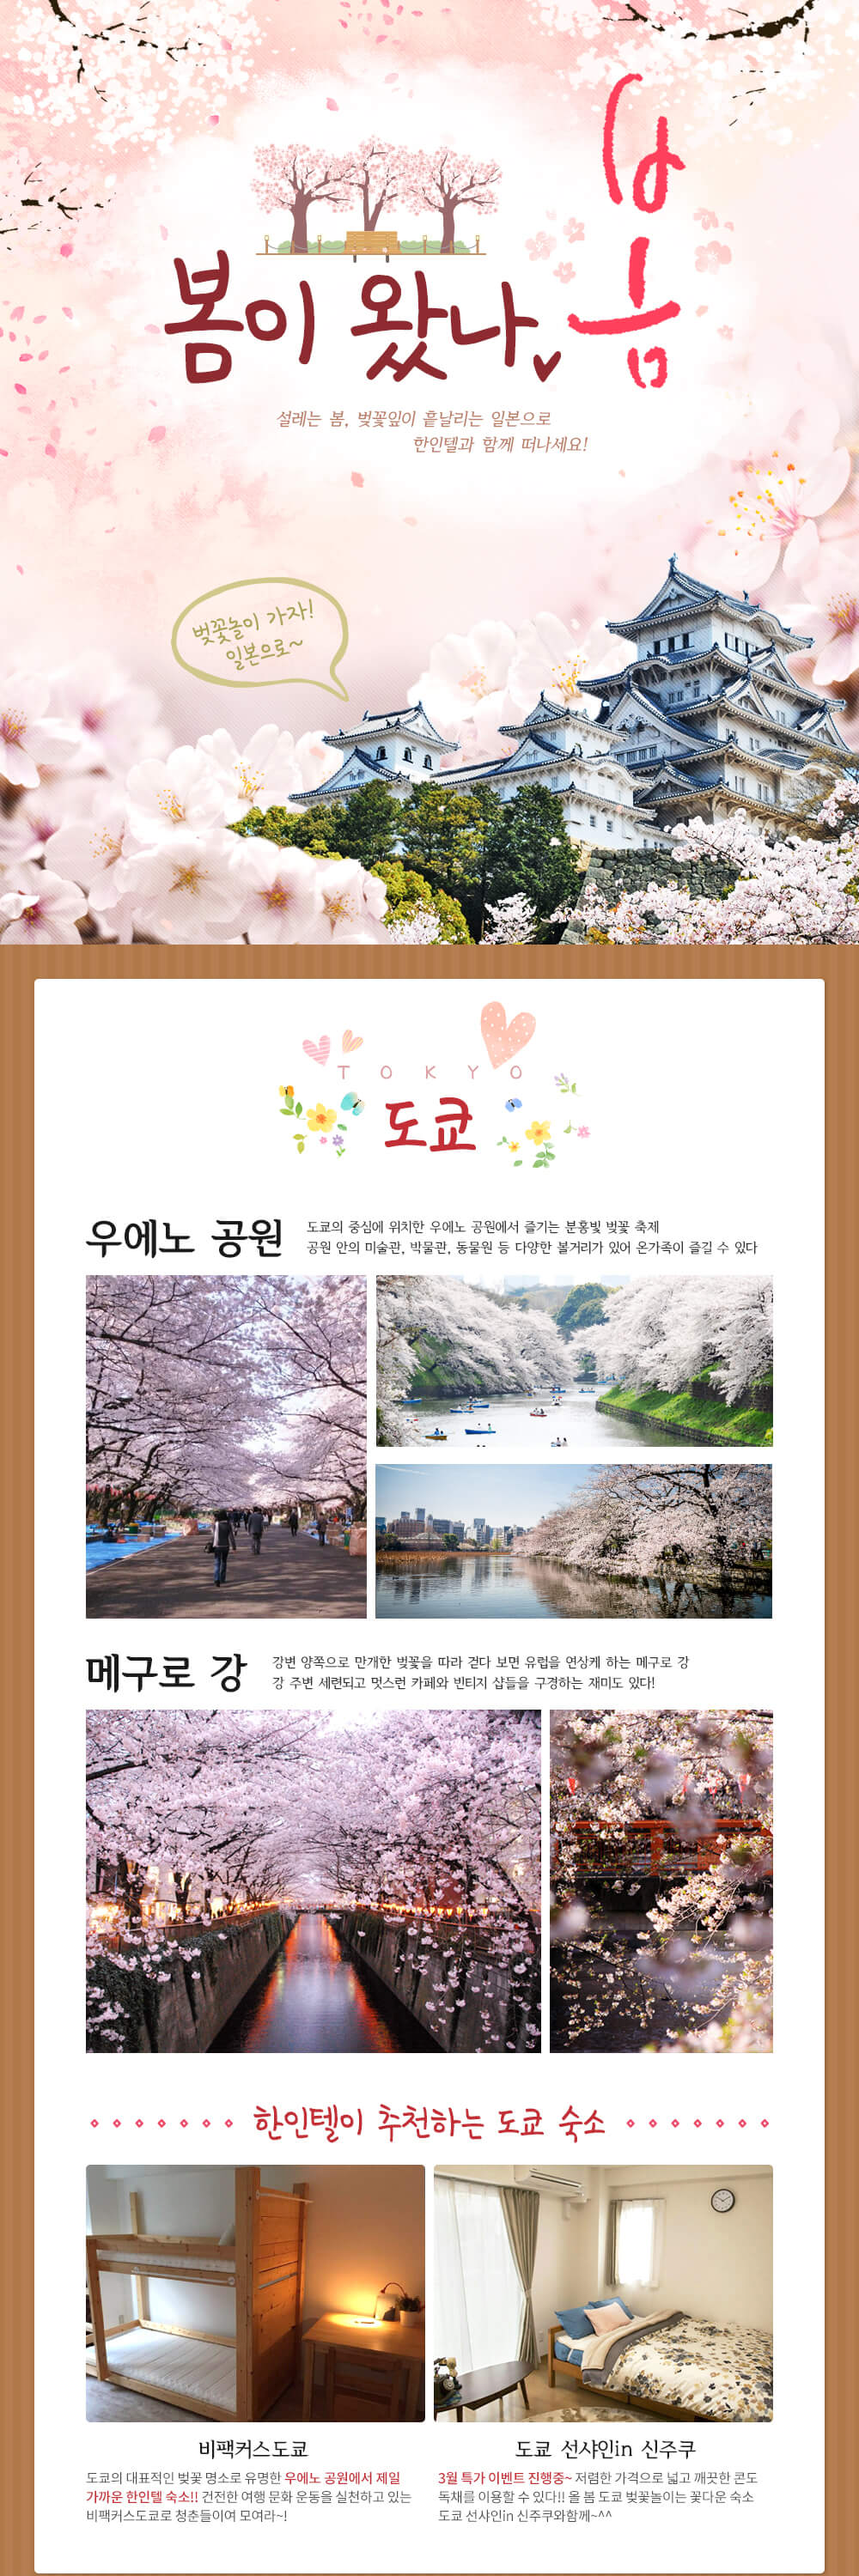 봄이 왔나봄
설레는 봄, 벚꽃잎이 흩날리는 일본으로
한인텔과 함께 떠나세요!
벚꽃놀이 가자!
일본으로~
TOKYO
도쿄
우에노 공원
도쿄의 중심에 위치한 우에노 공원에서 즐기는 분홍빛 벚꽃 축제
공원 안의 미술관, 박물관, 동물원 등 다양한 볼거리가 있어 온가족이 즐길 수 있다
메구로 강
강변 양쪽으로 만개한 벚꽃을 따라 걷다 보면 유럽을 연상케 하는 메구로 강
강 주변 세련되고 멋스런 카페와 빈티지 샵들을 구경하는 재미도 있다!
한인텔이 추천하는 도쿄 숙소
비팩커스도쿄
도쿄의 대표적인 벚꽃 명소로 유명한 우에노 공원에서 제일
가까운 한인텔 숙소!! 건전한 여행 문화 운동을 실천하고 있는
비팩커스도쿄로 청춘들이여 모여라~!
도쿄 선샤인in 신주쿠
3월 특가 이벤트 진행중~ 저렴한 가격으로 넓고 깨끗한 콘도
독채를 이용할 수 있다!! 올 봄 도쿄 벚꽃놀이는 꽃다운 숙소
도쿄 선샤인in 신주쿠와함께~^^